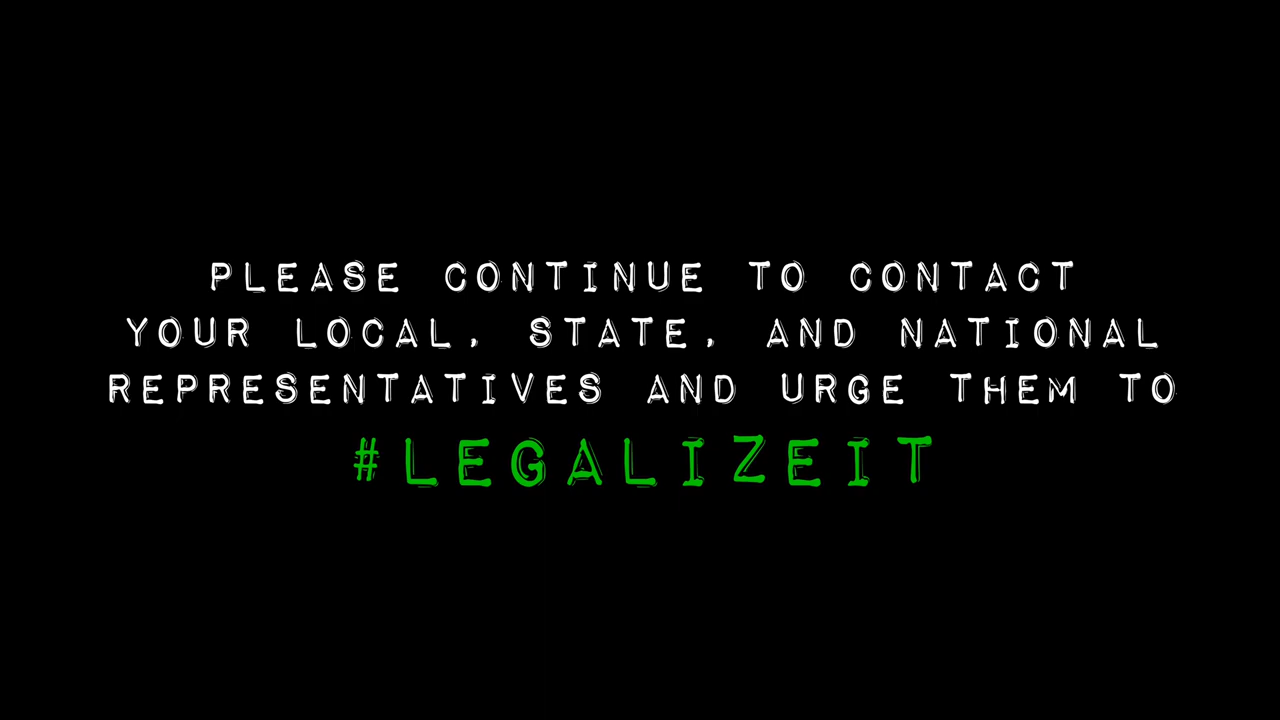 PLEASE CONTINUE TO CONTACT
YOUR LOCAL, STATE, AND NATIONAL
REPRESENTATIVES AND URGE THEM TO
#LEGALIZEIT